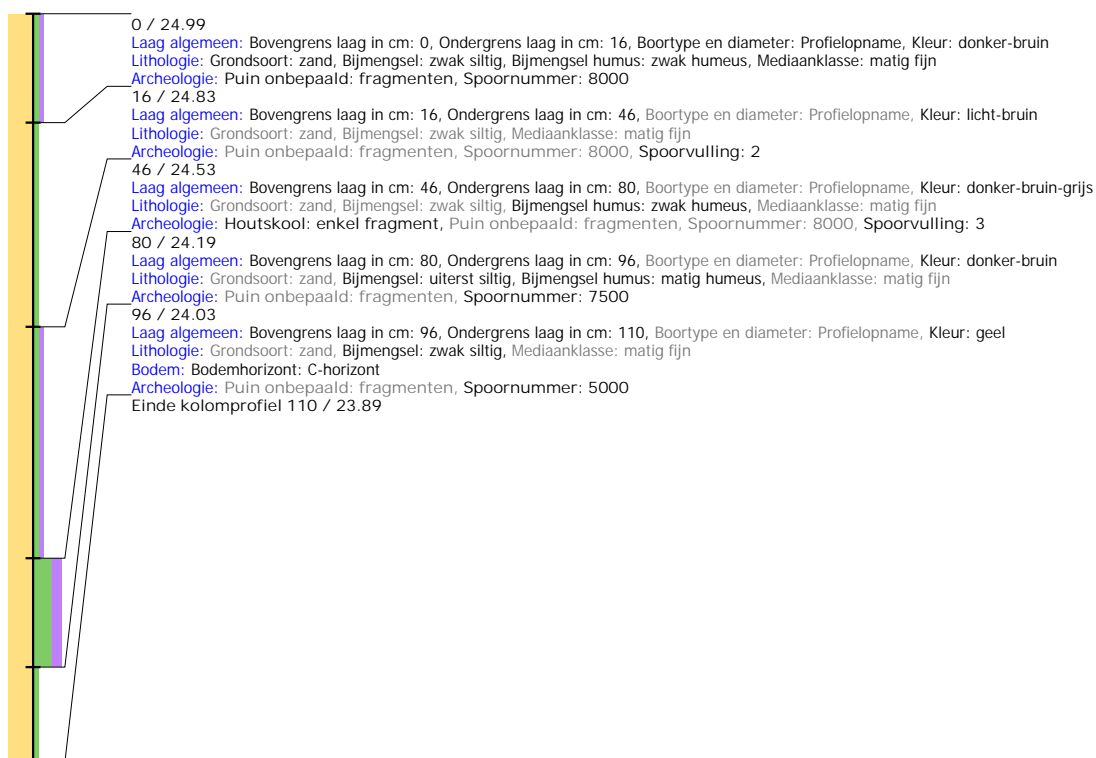 0 / 24.99
Laag algemeen: Bovengrens laag in cm: 0, Ondergrens laag in cm: 16, Boortype en diameter: Profielopname, Kleur: donker-bruin
Lithologie: Grondsoort: zand, Bijmengsel: zwak siltig, Bijmengsel humus: zwak humeus, Mediaanklasse: matig fijn
Archeologie: Puin onbepaald: fragmenten, Spoornummer: 8000
16 / 24.83
Laag algemeen: Bovengrens laag in cm: 16, Ondergrens laag in cm: 46, Boortype en diameter: Profielopname, Kleur: licht-bruin
Lithologie: Grondsoort: zand, Bijmengsel: zwak siltig, Mediaanklasse: matig fijn
Archeologie: Puin onbepaald: fragmenten, Spoornummer: 8000, Spoorvulling: 2
46 / 24.53
Laag algemeen: Bovengrens laag in cm: 46, Ondergrens laag in cm: 80, Boortype en diameter: Profielopname, Kleur: donker-bruin-grijs
Lithologie: Grondsoort: zand, Bijmengsel: zwak siltig, Bijmengsel humus: zwak humeus, Mediaanklasse: matig fijn
Archeologie: Houtskool: enkel fragment, Puin onbepaald: fragmenten, Spoornummer: 8000, Spoorvulling: 3
80 / 24.19
Laag algemeen: Bovengrens laag in cm: 80, Ondergrens laag in cm: 96, Boortype en diameter: Profielopname, Kleur: donker-bruin
Lithologie: Grondsoort: zand, Bijmengsel: uiterst siltig, Bijmengsel humus: matig humeus, Mediaanklasse: matig fijn
Archeologie: Puin onbepaald: fragmenten, Spoornummer: 7500
96 / 24.03
Laag algemeen: Bovengrens laag in cm: 96, Ondergrens laag in cm: 110, Boortype en diameter: Profielopname, Kleur: geel
Lithologie: Grondsoort: zand, Bijmengsel: zwak siltig, Mediaanklasse: matig fijn
Bodem: Bodemhorizont: C-horizont
Archeologie: Puin onbepaald: fragmenten, Spoornummer: 5000
Einde kolomprofiel 110 / 23.89